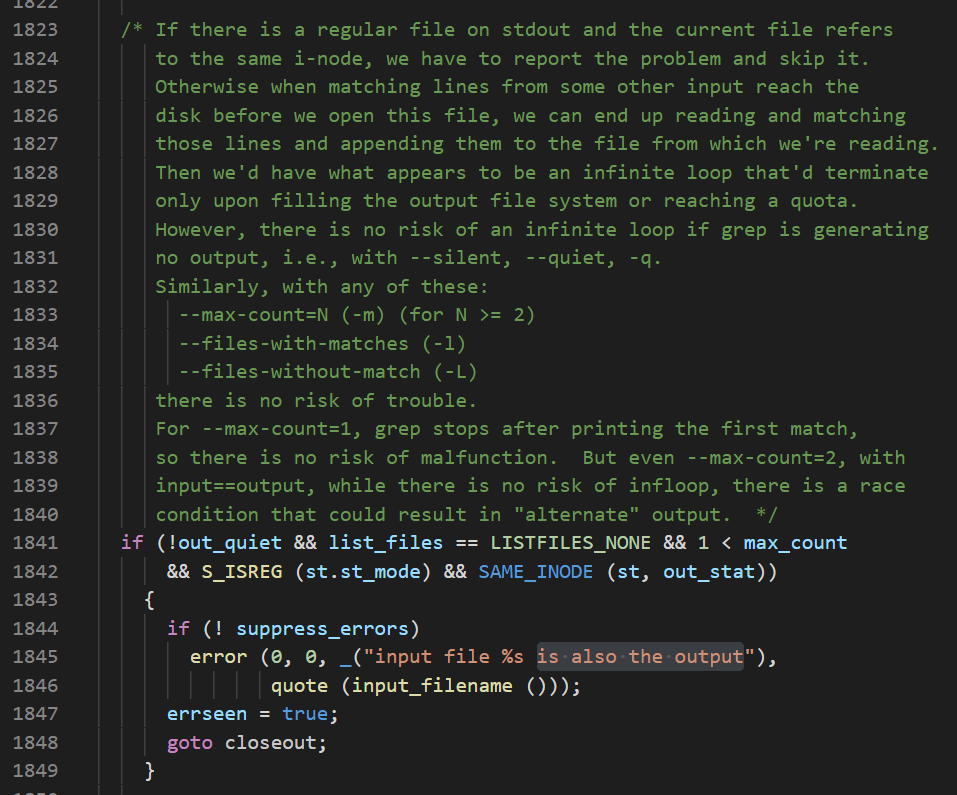 1822
1823 /* If there is a regular file on stdout and the current file refers
1824 to the same i-node, we have to report the problem and skip it.
1825 Otherwise when matching lines from some other input reach the
1826 disk before we open this file, we can end up reading and matching
1827 those lines and appending them to the file from which we're reading.
1828 Then we'd have what appears to be an infinite loop that'd terminate
1829 only upon filling the output file system or reaching a quota.
1830 However, there is no risk of an infinite loop if grep is generating
1831 no output, i.e., with --silent, --quiet, -q.
1832 Similarly, with any of these:
1833 --max-count=N (-m) (for N >= 2)
1834 --files-with-matches (-l)
1835 --files-without-match (-L)
1836 there is no risk of trouble.
1837 For --max-count=1, grep stops after printing the first match,
1838 so there is no risk of malfunction.  But even --max-count=2, with
1839 input==output, while there is no risk of infloop, there is a race
1840 condition that could result in "alternate" output.  */
1841 if (!out_quiet && list_files == LISTFILES_NONE && 1 < max_count
1842 && S_ISREG (st.st_mode) && SAME_INODE (st, out_stat))
1843 {
1844 if (! suppress_errors)
1845 error (0, 0, _("input file %s is also the output"),
1846 quote (input_filename ()));
1847 errseen = true;
1848 goto closeout;
1849 }